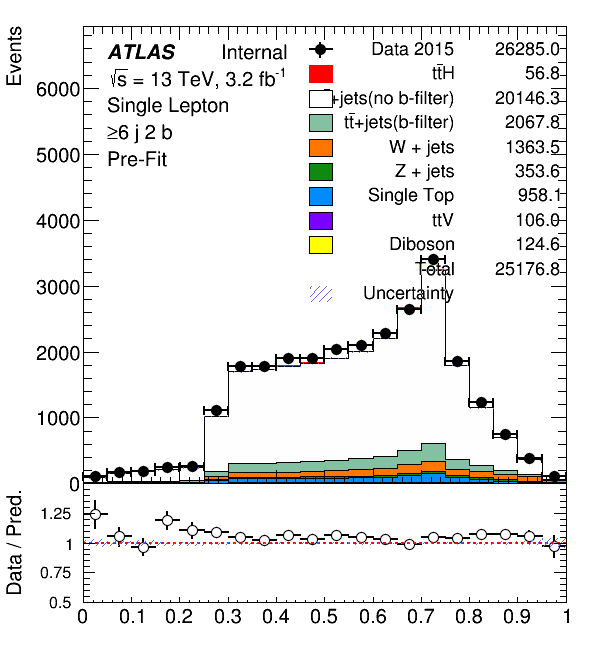 Events
ATLAS Internal
√s = 13 TeV, 3.2 fb⁻¹
Single Lepton
≥6 j 2 b
Pre-Fit
Data 2015 26285.0
tt̄H 56.8
+jets(no b-filter) 20146.3
tt̄+jets(b-filter) 2067.8
W + jets 1363.5
Z + jets 353.6
Single Top 958.1
ttV 106.0
Diboson 124.6
Total 25176.8
Uncertainty
6000
5000
4000
3000
2000
1000
0
Data / Pred.
1.25
1
0.75
0.5
0 0.1 0.2 0.3 0.4 0.5 0.6 0.7 0.8 0.9 1